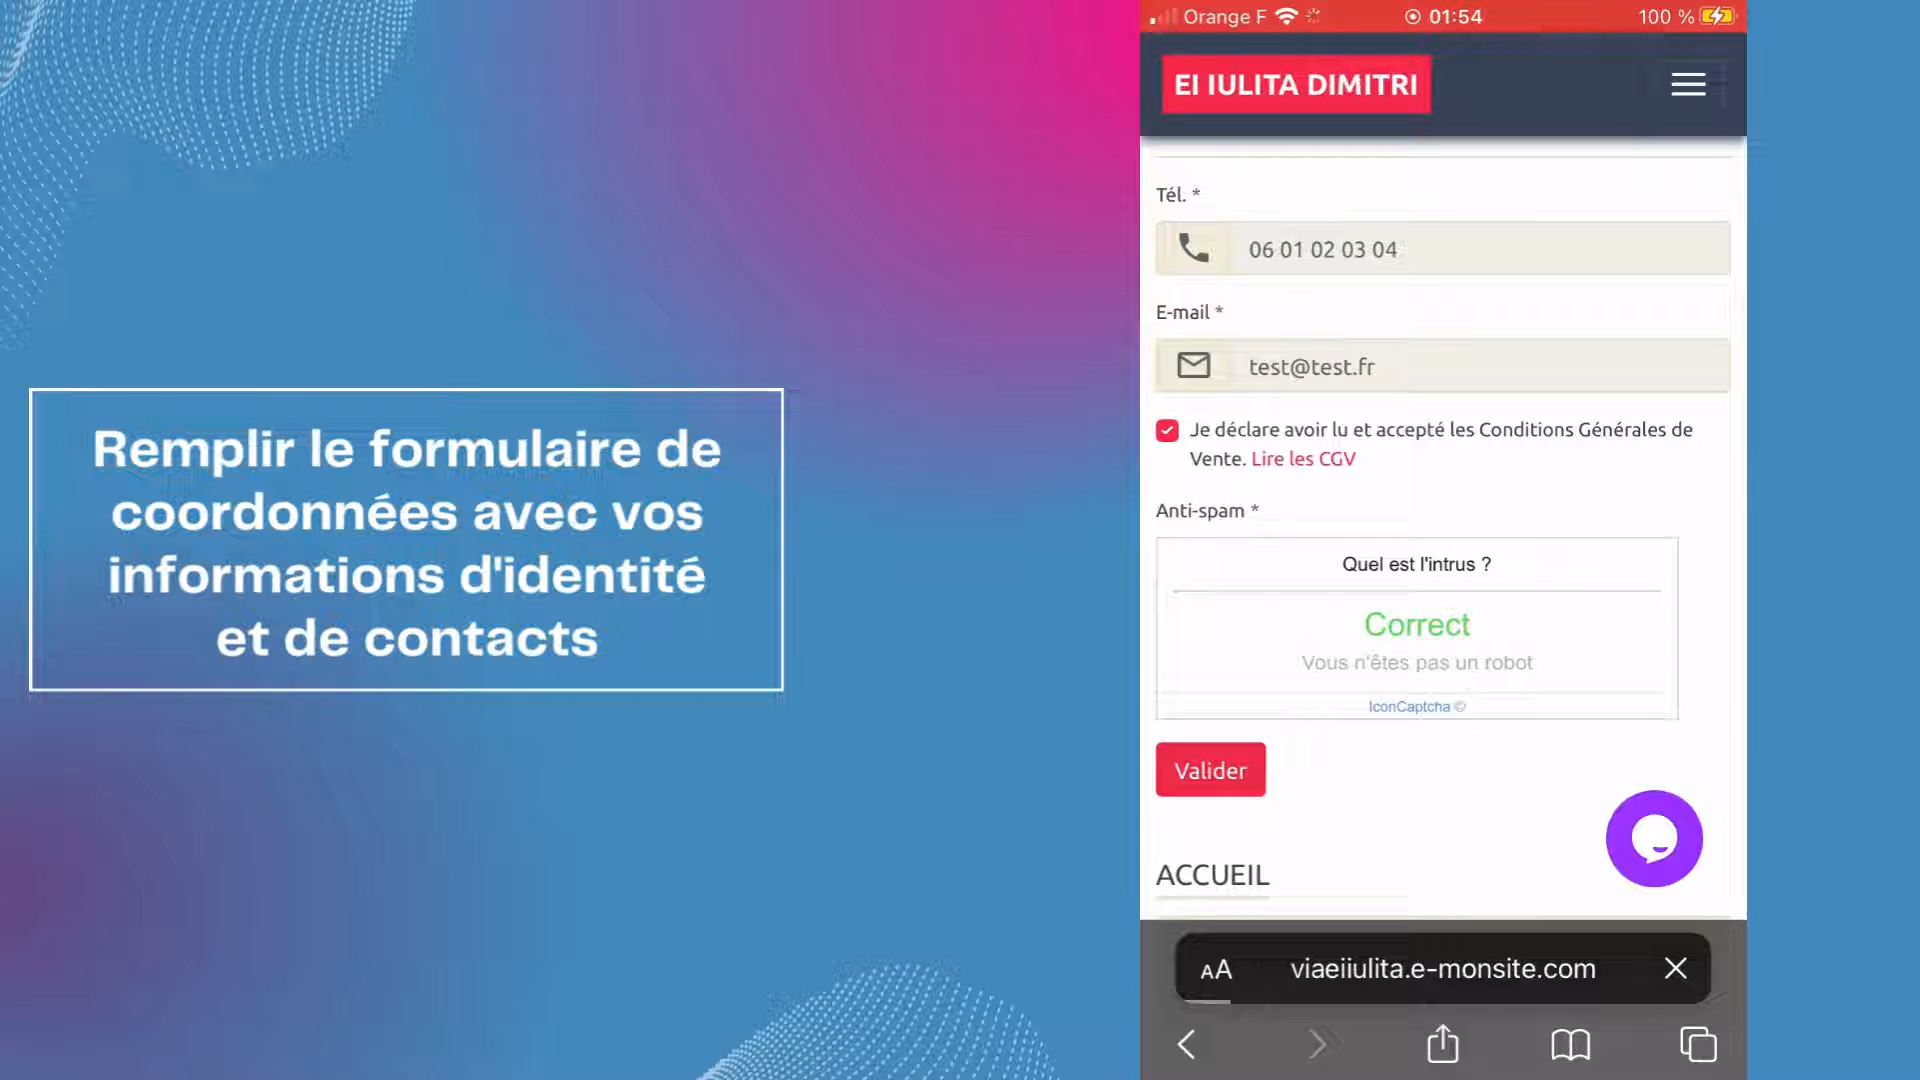 Remplir le formulaire de
coordonnées avec vos
informations d'identité
et de contacts
Orange F
01:54
100 %
EI IULITA DIMITRI
Tél. *
06 01 02 03 04
E-mail *
test@test.fr
Je déclare avoir lu et accepté les Conditions Générales de
Vente. Lire les CGV
Anti-spam *
Quel est l'intrus ?
Correct
Vous n'êtes pas un robot
IconCaptcha ©
Valider
ACCUEIL
AA
viaeiiulita.e-monsite.com